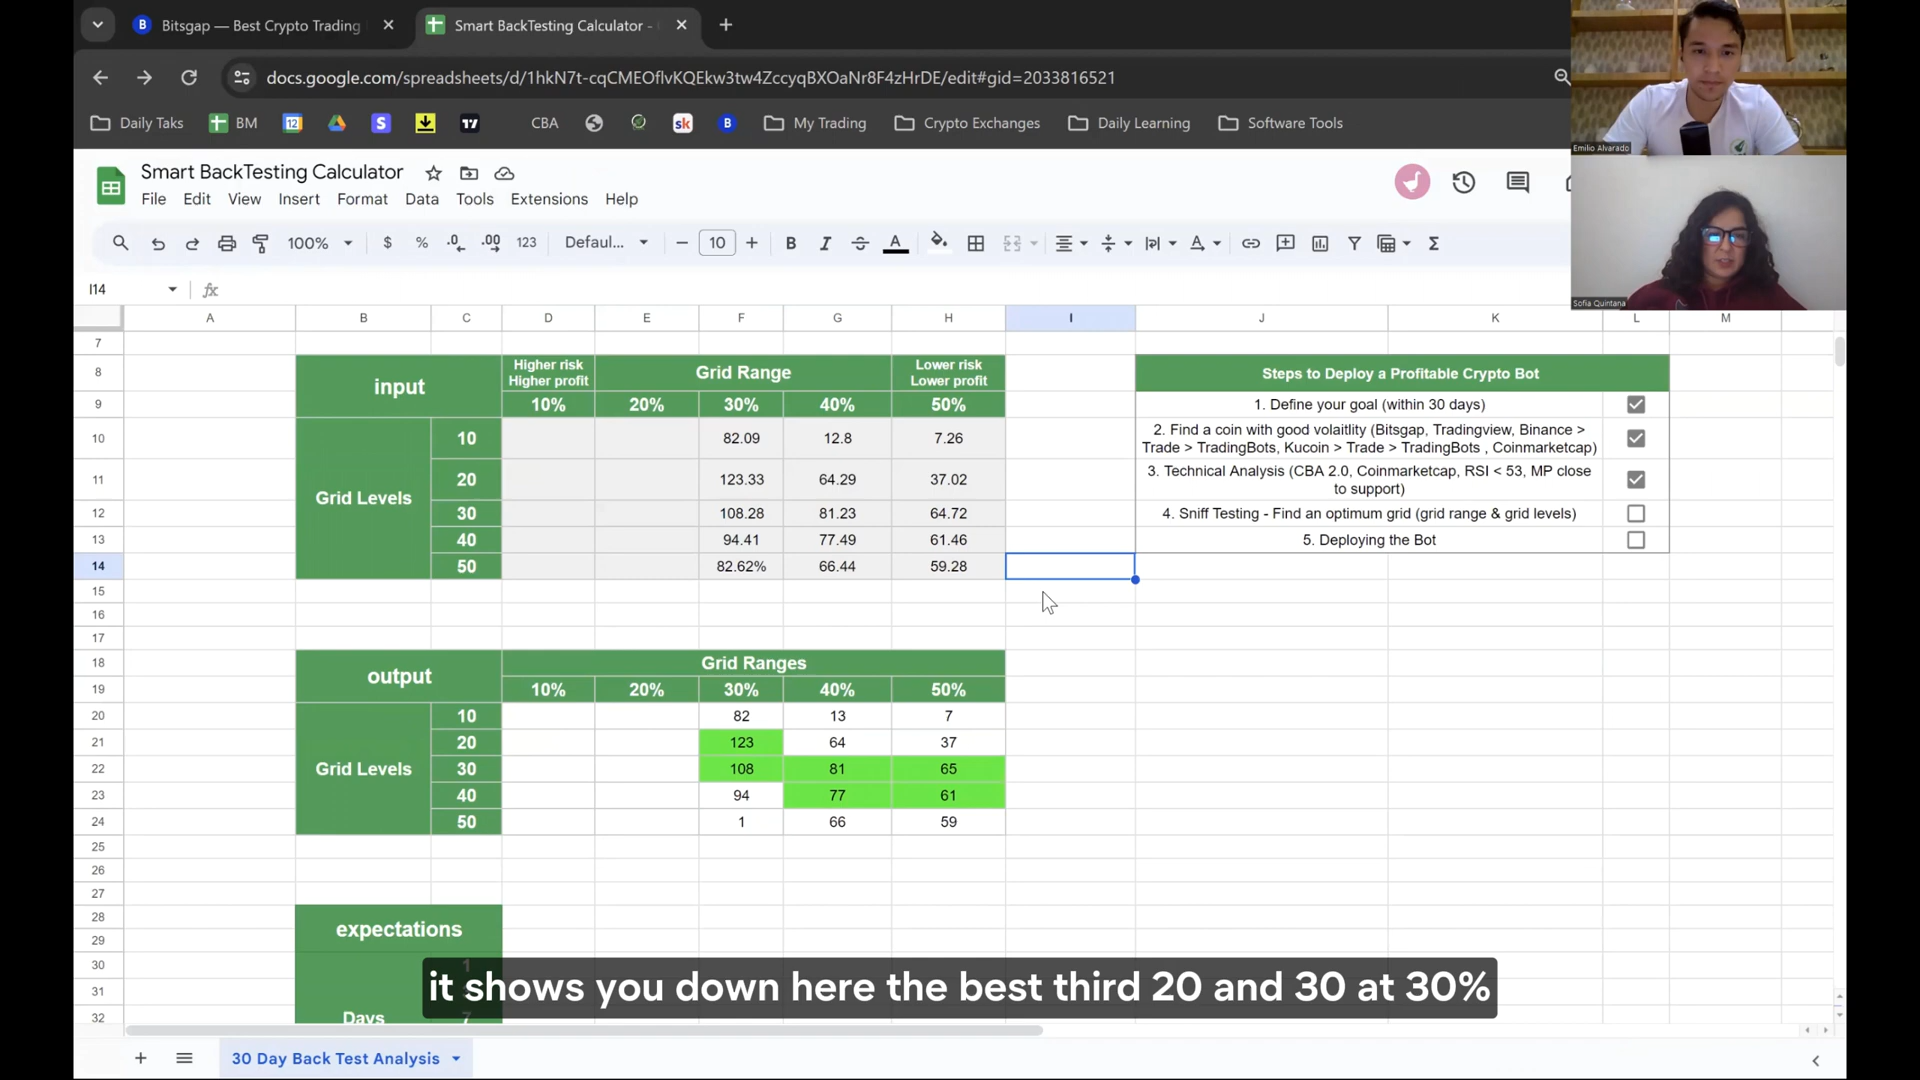 Bitsgap — Best Crypto Trading
Smart BackTesting Calculator -
docs.google.com/spreadsheets/d/1hkN7t-cqCMEOflvKQEkw3tw4ZccyqBXOaNr8F4zHrDE/edit#gid=2033816521
Daily Taks BM CBA sk B My Trading Crypto Exchanges Daily Learning Software Tools
Emilio Alvarado
Sofia Quintana
Smart BackTesting Calculator
File Edit View Insert Format Data Tools Extensions Help
100% $ % .0 .00 123 Defaul... − 10 + B I A Σ
I14 fx
A B C D E F G H I J K L M
7
8 input Higher risk Higher profit Grid Range Lower risk Lower profit Steps to Deploy a Profitable Crypto Bot
9 10% 20% 30% 40% 50% 1. Define your goal (within 30 days)
10 Grid Levels 10 82.09 12.8 7.26 2. Find a coin with good volaitlity (Bitsgap, Tradingview, Binance >
Trade > TradingBots, Kucoin > Trade > TradingBots , Coinmarketcap)
11 20 123.33 64.29 37.02 3. Technical Analysis (CBA 2.0, Coinmarketcap, RSI < 53, MP close
to support)
12 30 108.28 81.23 64.72 4. Sniff Testing - Find an optimum grid (grid range & grid levels)
13 40 94.41 77.49 61.46 5. Deploying the Bot
14 50 82.62% 66.44 59.28
15
16
17
18 output Grid Ranges
19 10% 20% 30% 40% 50%
20 Grid Levels 10 82 13 7
21 20 123 64 37
22 30 108 81 65
23 40 94 77 61
24 50 1 66 59
25
26
27
28 expectations
29
30 1
31
32 Days 7
it shows you down here the best third 20 and 30 at 30%
30 Day Back Test Analysis